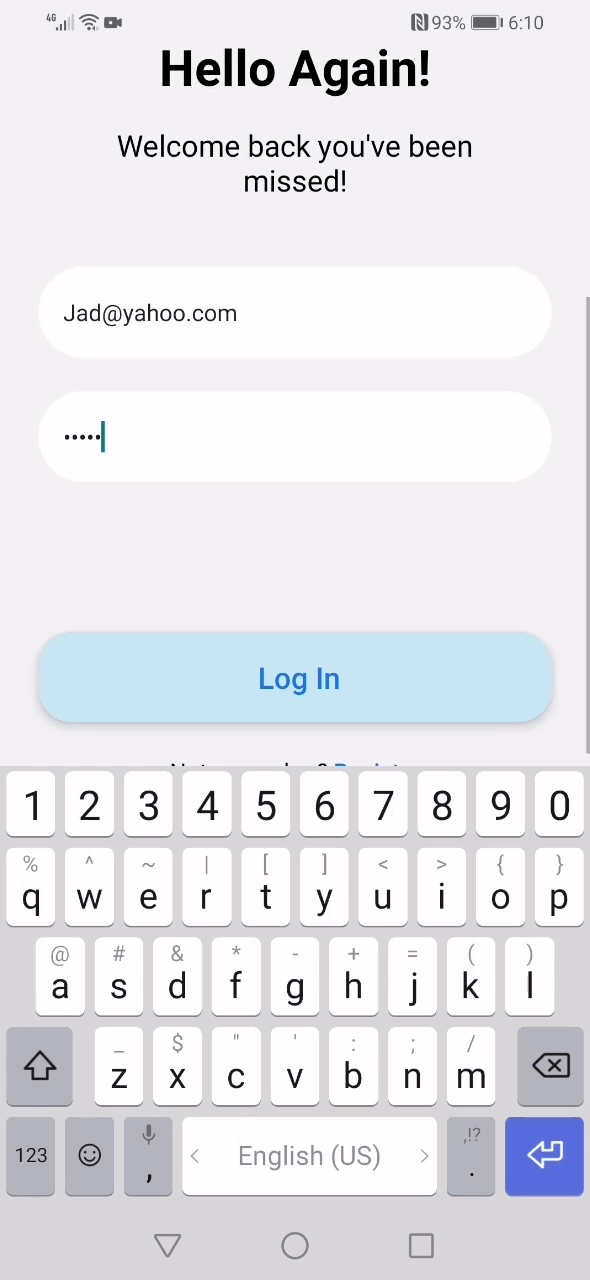 4G 93% 6:10
Hello Again!
Welcome back you've been
missed!
Jad@yahoo.com
•••••
Log In
1 2 3 4 5 6 7 8 9 0
% ^ ~ | [ ] < > { }
q w e r t y u i o p
@ # & * - + = ( )
a s d f g h j k l
_ $ " ' : ; /
z x c v b n m
,!?
123 , < English (US) > .